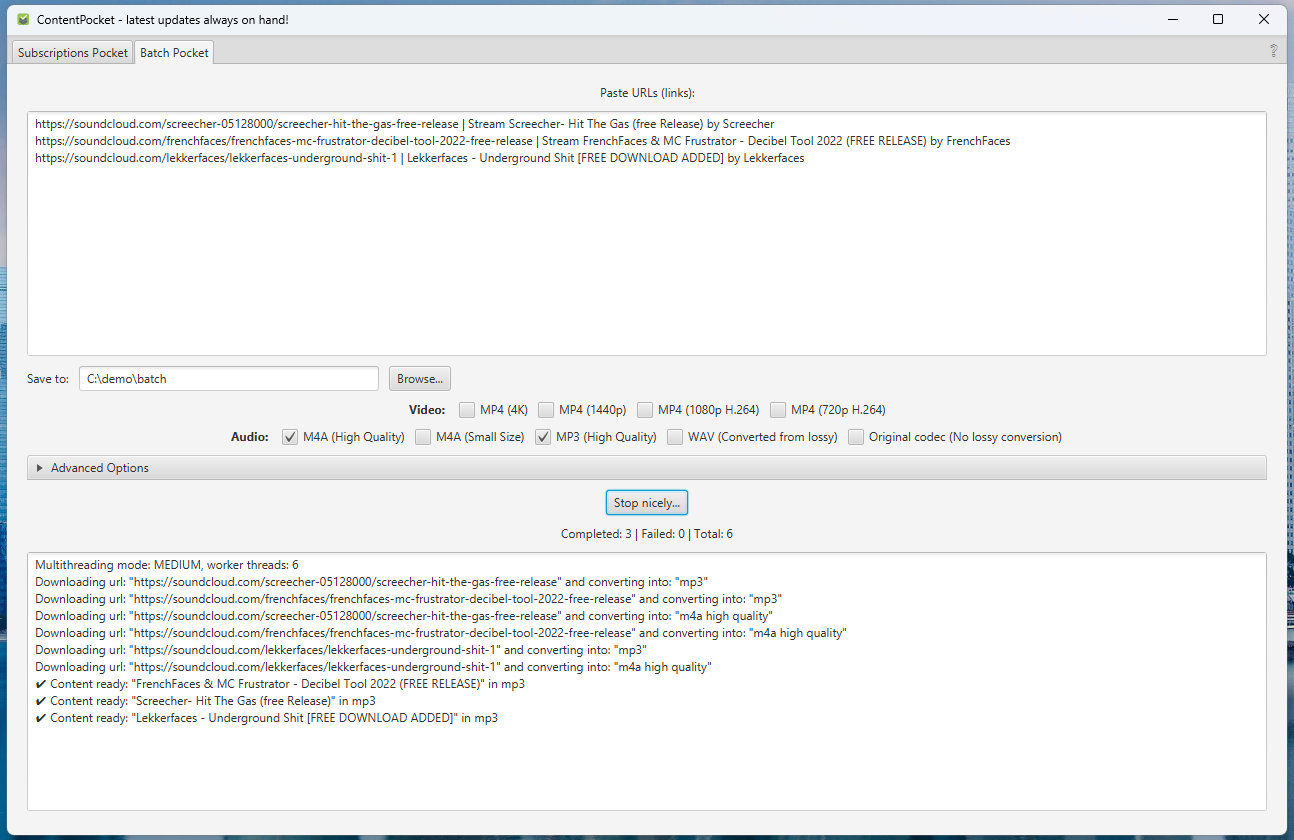 ContentPocket - latest updates always on hand!
Subscriptions Pocket Batch Pocket ?
Paste URLs (links):
https://soundcloud.com/screecher-05128000/screecher-hit-the-gas-free-release | Stream Screecher- Hit The Gas (free Release) by Screecher
https://soundcloud.com/frenchfaces/frenchfaces-mc-frustrator-decibel-tool-2022-free-release | Stream FrenchFaces & MC Frustrator - Decibel Tool 2022 (FREE RELEASE) by FrenchFaces
https://soundcloud.com/lekkerfaces/lekkerfaces-underground-shit-1 | Lekkerfaces - Underground Shit [FREE DOWNLOAD ADDED] by Lekkerfaces
Save to: C:\demo\batch Browse...
Video: MP4 (4K) MP4 (1440p) MP4 (1080p H.264) MP4 (720p H.264)
Audio: M4A (High Quality) M4A (Small Size) MP3 (High Quality) WAV (Converted from lossy) Original codec (No lossy conversion)
Advanced Options
Stop nicely...
Completed: 3 | Failed: 0 | Total: 6
Multithreading mode: MEDIUM, worker threads: 6
Downloading url: "https://soundcloud.com/screecher-05128000/screecher-hit-the-gas-free-release" and converting into: "mp3"
Downloading url: "https://soundcloud.com/frenchfaces/frenchfaces-mc-frustrator-decibel-tool-2022-free-release" and converting into: "mp3"
Downloading url: "https://soundcloud.com/screecher-05128000/screecher-hit-the-gas-free-release" and converting into: "m4a high quality"
Downloading url: "https://soundcloud.com/frenchfaces/frenchfaces-mc-frustrator-decibel-tool-2022-free-release" and converting into: "m4a high quality"
Downloading url: "https://soundcloud.com/lekkerfaces/lekkerfaces-underground-shit-1" and converting into: "mp3"
Downloading url: "https://soundcloud.com/lekkerfaces/lekkerfaces-underground-shit-1" and converting into: "m4a high quality"
✔ Content ready: "FrenchFaces & MC Frustrator - Decibel Tool 2022 (FREE RELEASE)" in mp3
✔ Content ready: "Screecher- Hit The Gas (free Release)" in mp3
✔ Content ready: "Lekkerfaces - Underground Shit [FREE DOWNLOAD ADDED]" in mp3